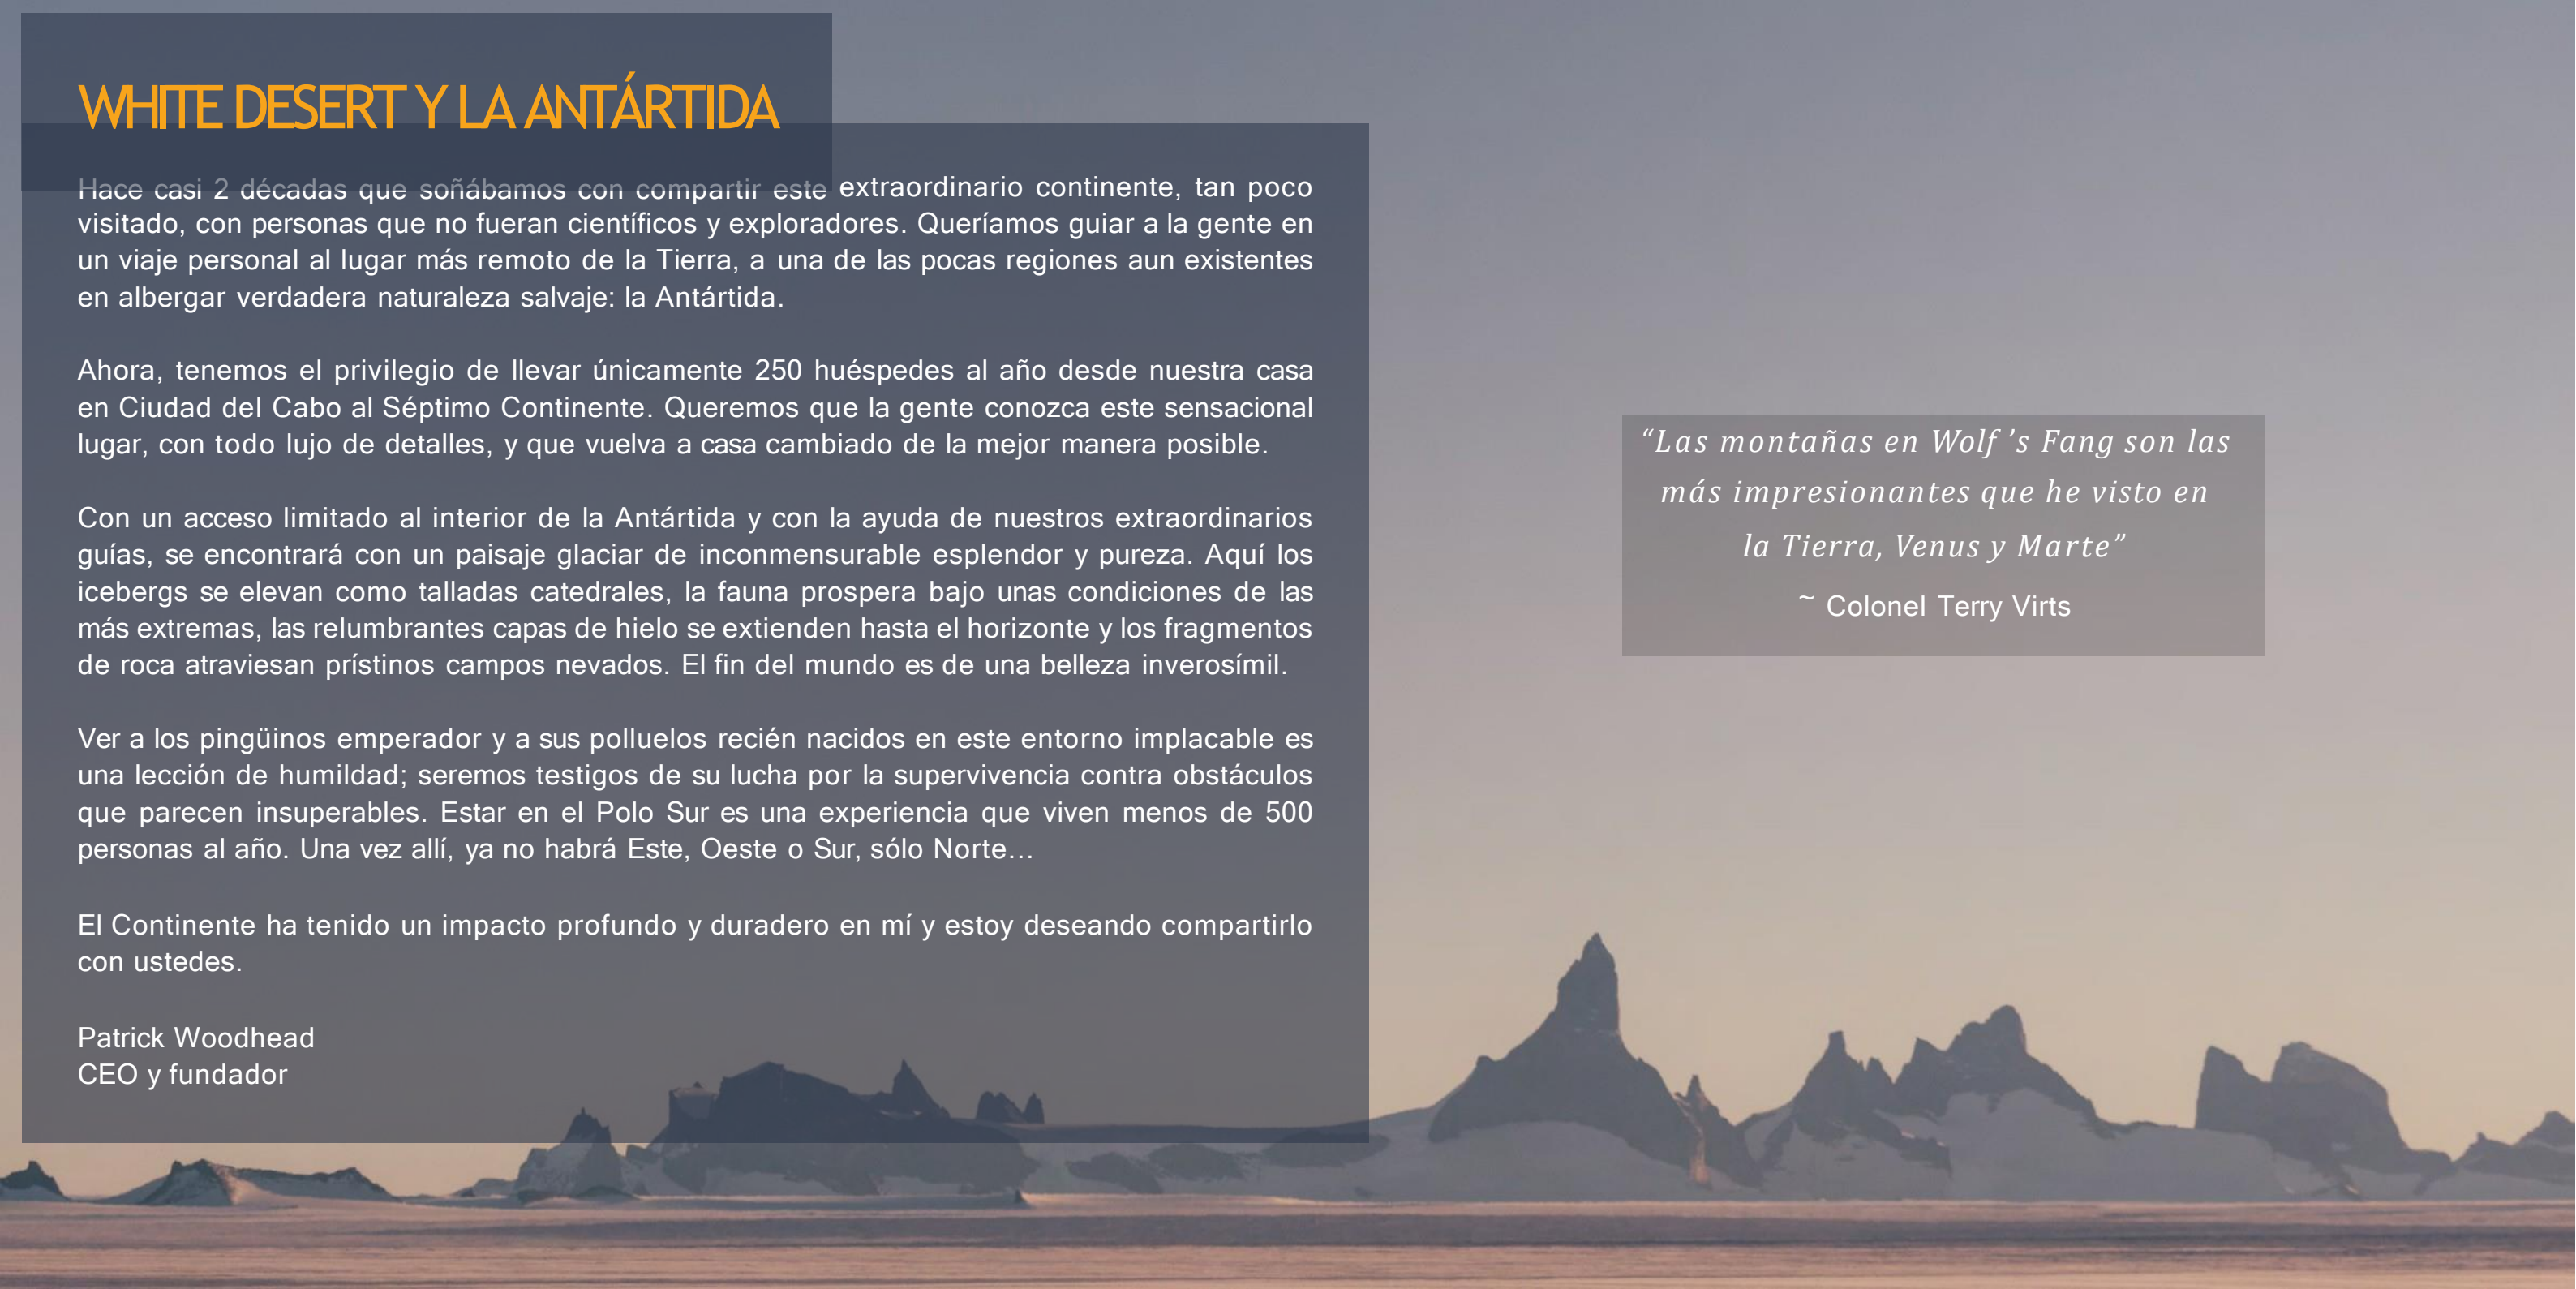 WHITE DESERT Y LA ANTÁRTIDA
Hace casi 2 décadas que soñábamos con compartir este extraordinario continente, tan poco
visitado, con personas que no fueran científicos y exploradores. Queríamos guiar a la gente en
un viaje personal al lugar más remoto de la Tierra, a una de las pocas regiones aun existentes
en albergar verdadera naturaleza salvaje: la Antártida.
Ahora, tenemos el privilegio de llevar únicamente 250 huéspedes al año desde nuestra casa
en Ciudad del Cabo al Séptimo Continente. Queremos que la gente conozca este sensacional
lugar, con todo lujo de detalles, y que vuelva a casa cambiado de la mejor manera posible.
Con un acceso limitado al interior de la Antártida y con la ayuda de nuestros extraordinarios
guías, se encontrará con un paisaje glaciar de inconmensurable esplendor y pureza. Aquí los
icebergs se elevan como talladas catedrales, la fauna prospera bajo unas condiciones de las
más extremas, las relumbrantes capas de hielo se extienden hasta el horizonte y los fragmentos
de roca atraviesan prístinos campos nevados. El fin del mundo es de una belleza inverosímil.
Ver a los pingüinos emperador y a sus polluelos recién nacidos en este entorno implacable es
una lección de humildad; seremos testigos de su lucha por la supervivencia contra obstáculos
que parecen insuperables. Estar en el Polo Sur es una experiencia que viven menos de 500
personas al año. Una vez allí, ya no habrá Este, Oeste o Sur, sólo Norte…
El Continente ha tenido un impacto profundo y duradero en mí y estoy deseando compartirlo
con ustedes.
Patrick Woodhead
CEO y fundador
“Las montañas en Wolf ’s Fang son las
más impresionantes que he visto en
la Tierra, Venus y Marte”
~ Colonel Terry Virts